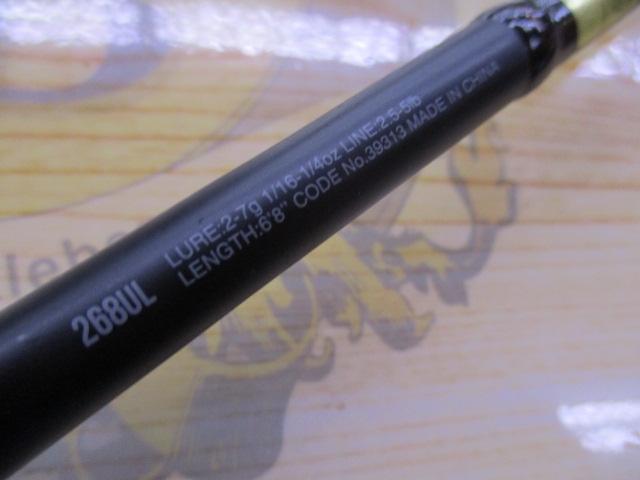 268UL
LURE:2-7g 1/16-1/4oz LINE:2.5-5lb
LENGTH:6'8" CODE No.39313 MADE IN CHINA